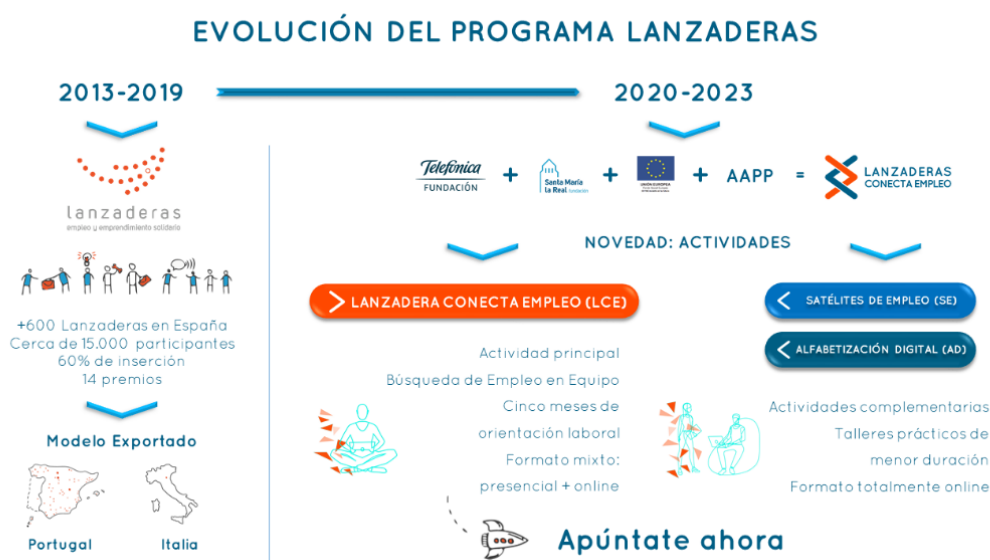 EVOLUCIÓN DEL PROGRAMA LANZADERAS
2013-2019
lanzaderas
empleo y emprendimiento solidario
+600 Lanzaderas en España
Cerca de 15.000 participantes
60% de inserción
14 premios
Modelo Exportado
Portugal
Italia
2020-2023
Telefónica
FUNDACIÓN
+
Santa María
la Real
+
UNIÓN EUROPEA
+
AAPP
=
LANZADERAS
CONECTA EMPLEO
NOVEDAD: ACTIVIDADES
LANZADERA CONECTA EMPLEO (LCE)
Actividad principal
Búsqueda de Empleo en Equipo
Cinco meses de
orientación laboral
Formato mixto:
presencial + online
SATÉLITES DE EMPLEO (SE)
ALFABETIZACIÓN DIGITAL (AD)
Actividades complementarias
Talleres prácticos de
menor duración
Formato totalmente online
Apúntate ahora